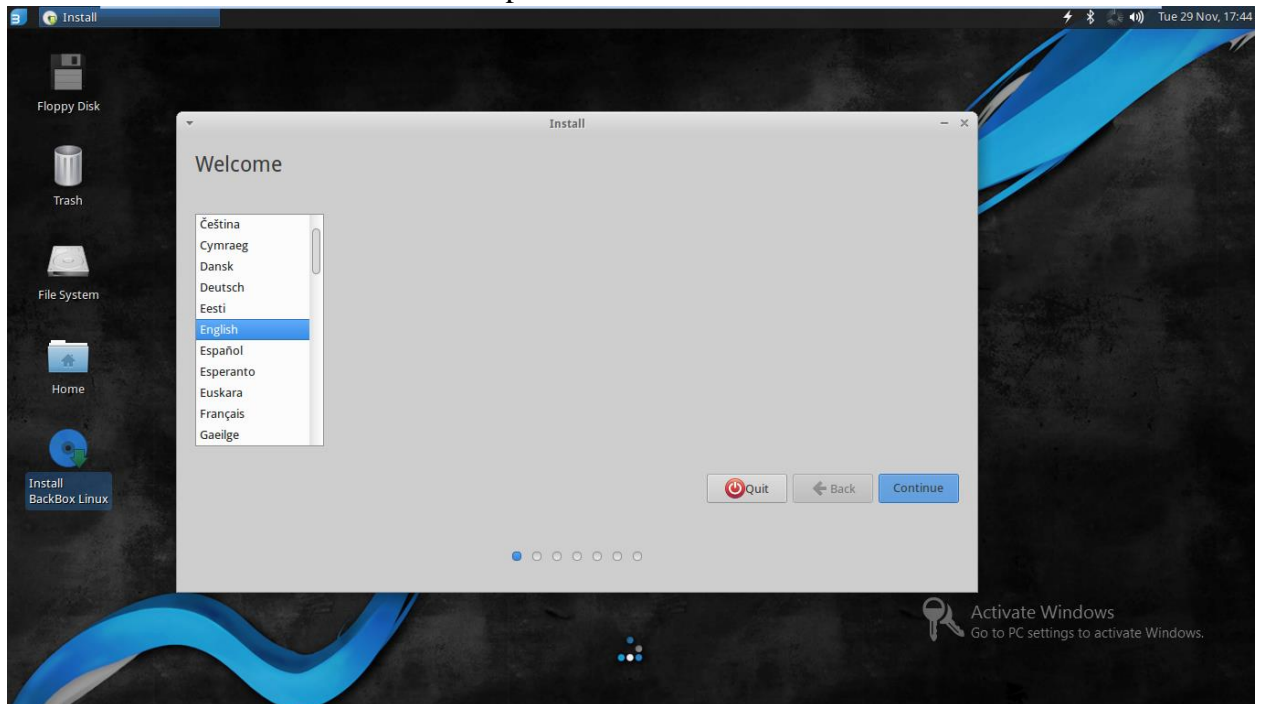 Install
Tue 29 Nov, 17:44
Floppy Disk
Trash
File System
Home
Install
BackBox Linux
Install
Welcome
Čeština
Cymraeg
Dansk
Deutsch
Eesti
English
Español
Esperanto
Euskara
Français
Gaeilge
Quit
Back
Continue
Activate Windows
Go to PC settings to activate Windows.